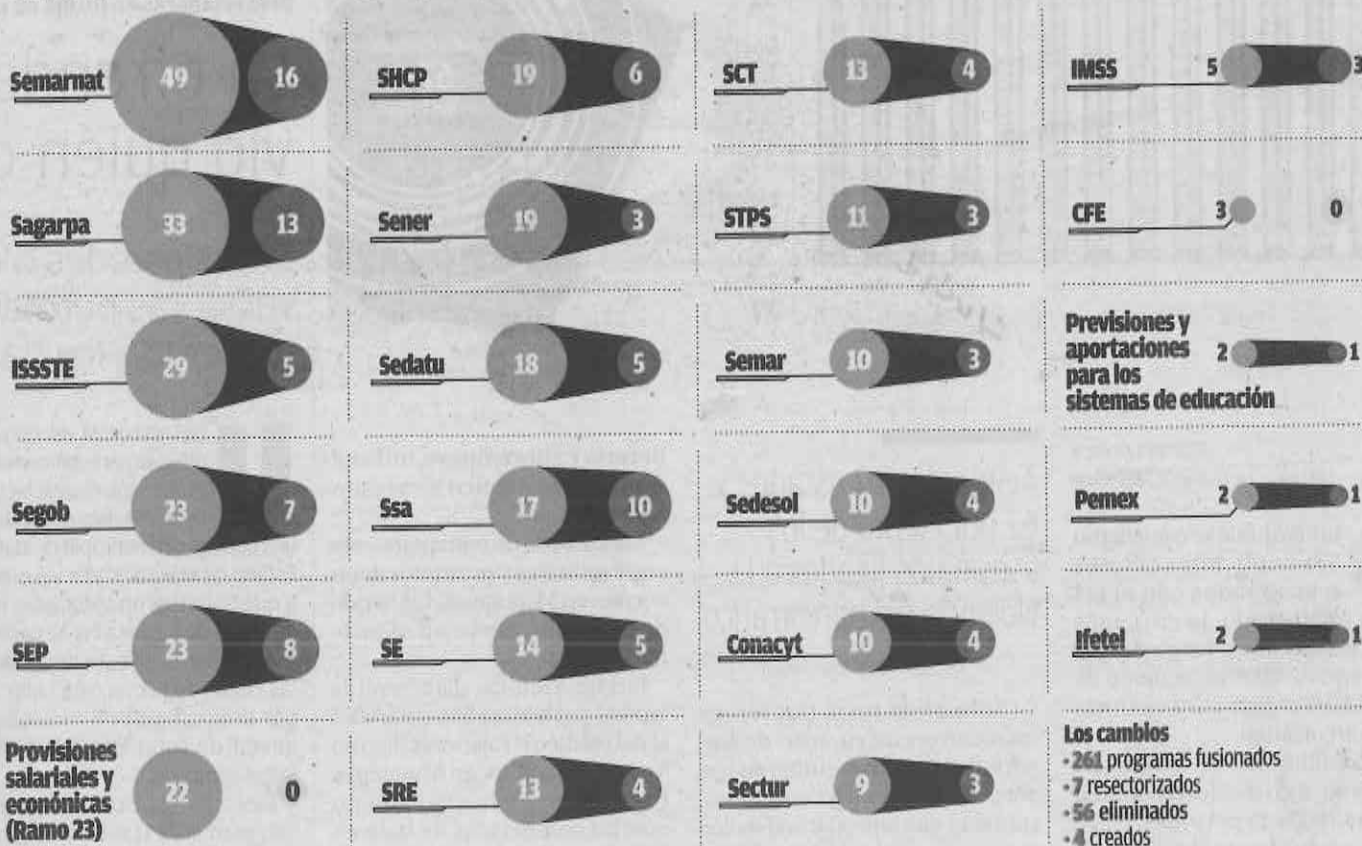 Semarnat 49 16
Sagarpa 33 13
ISSSTE 29 5
Segob 23 7
SEP 23 8
Provisiones
salariales y
económicas
(Ramo 23)
22 0
SHCP 19 6
Sener 19 3
Sedatu 18 5
Ssa 17 10
SE 14 5
SRE 13 4
SCT 13 4
STPS 11 3
Semar 10 3
Sedesol 10 4
Conacyt 10 4
Sectur 9 3
IMSS 5 3
CFE 3 0
Previsiones y
aportaciones
para los
sistemas de educación
2 1
Pemex 2 1
Ifetel 2 1
Los cambios
•261 programas fusionados
•7 resectorizados
•56 eliminados
•4 creados